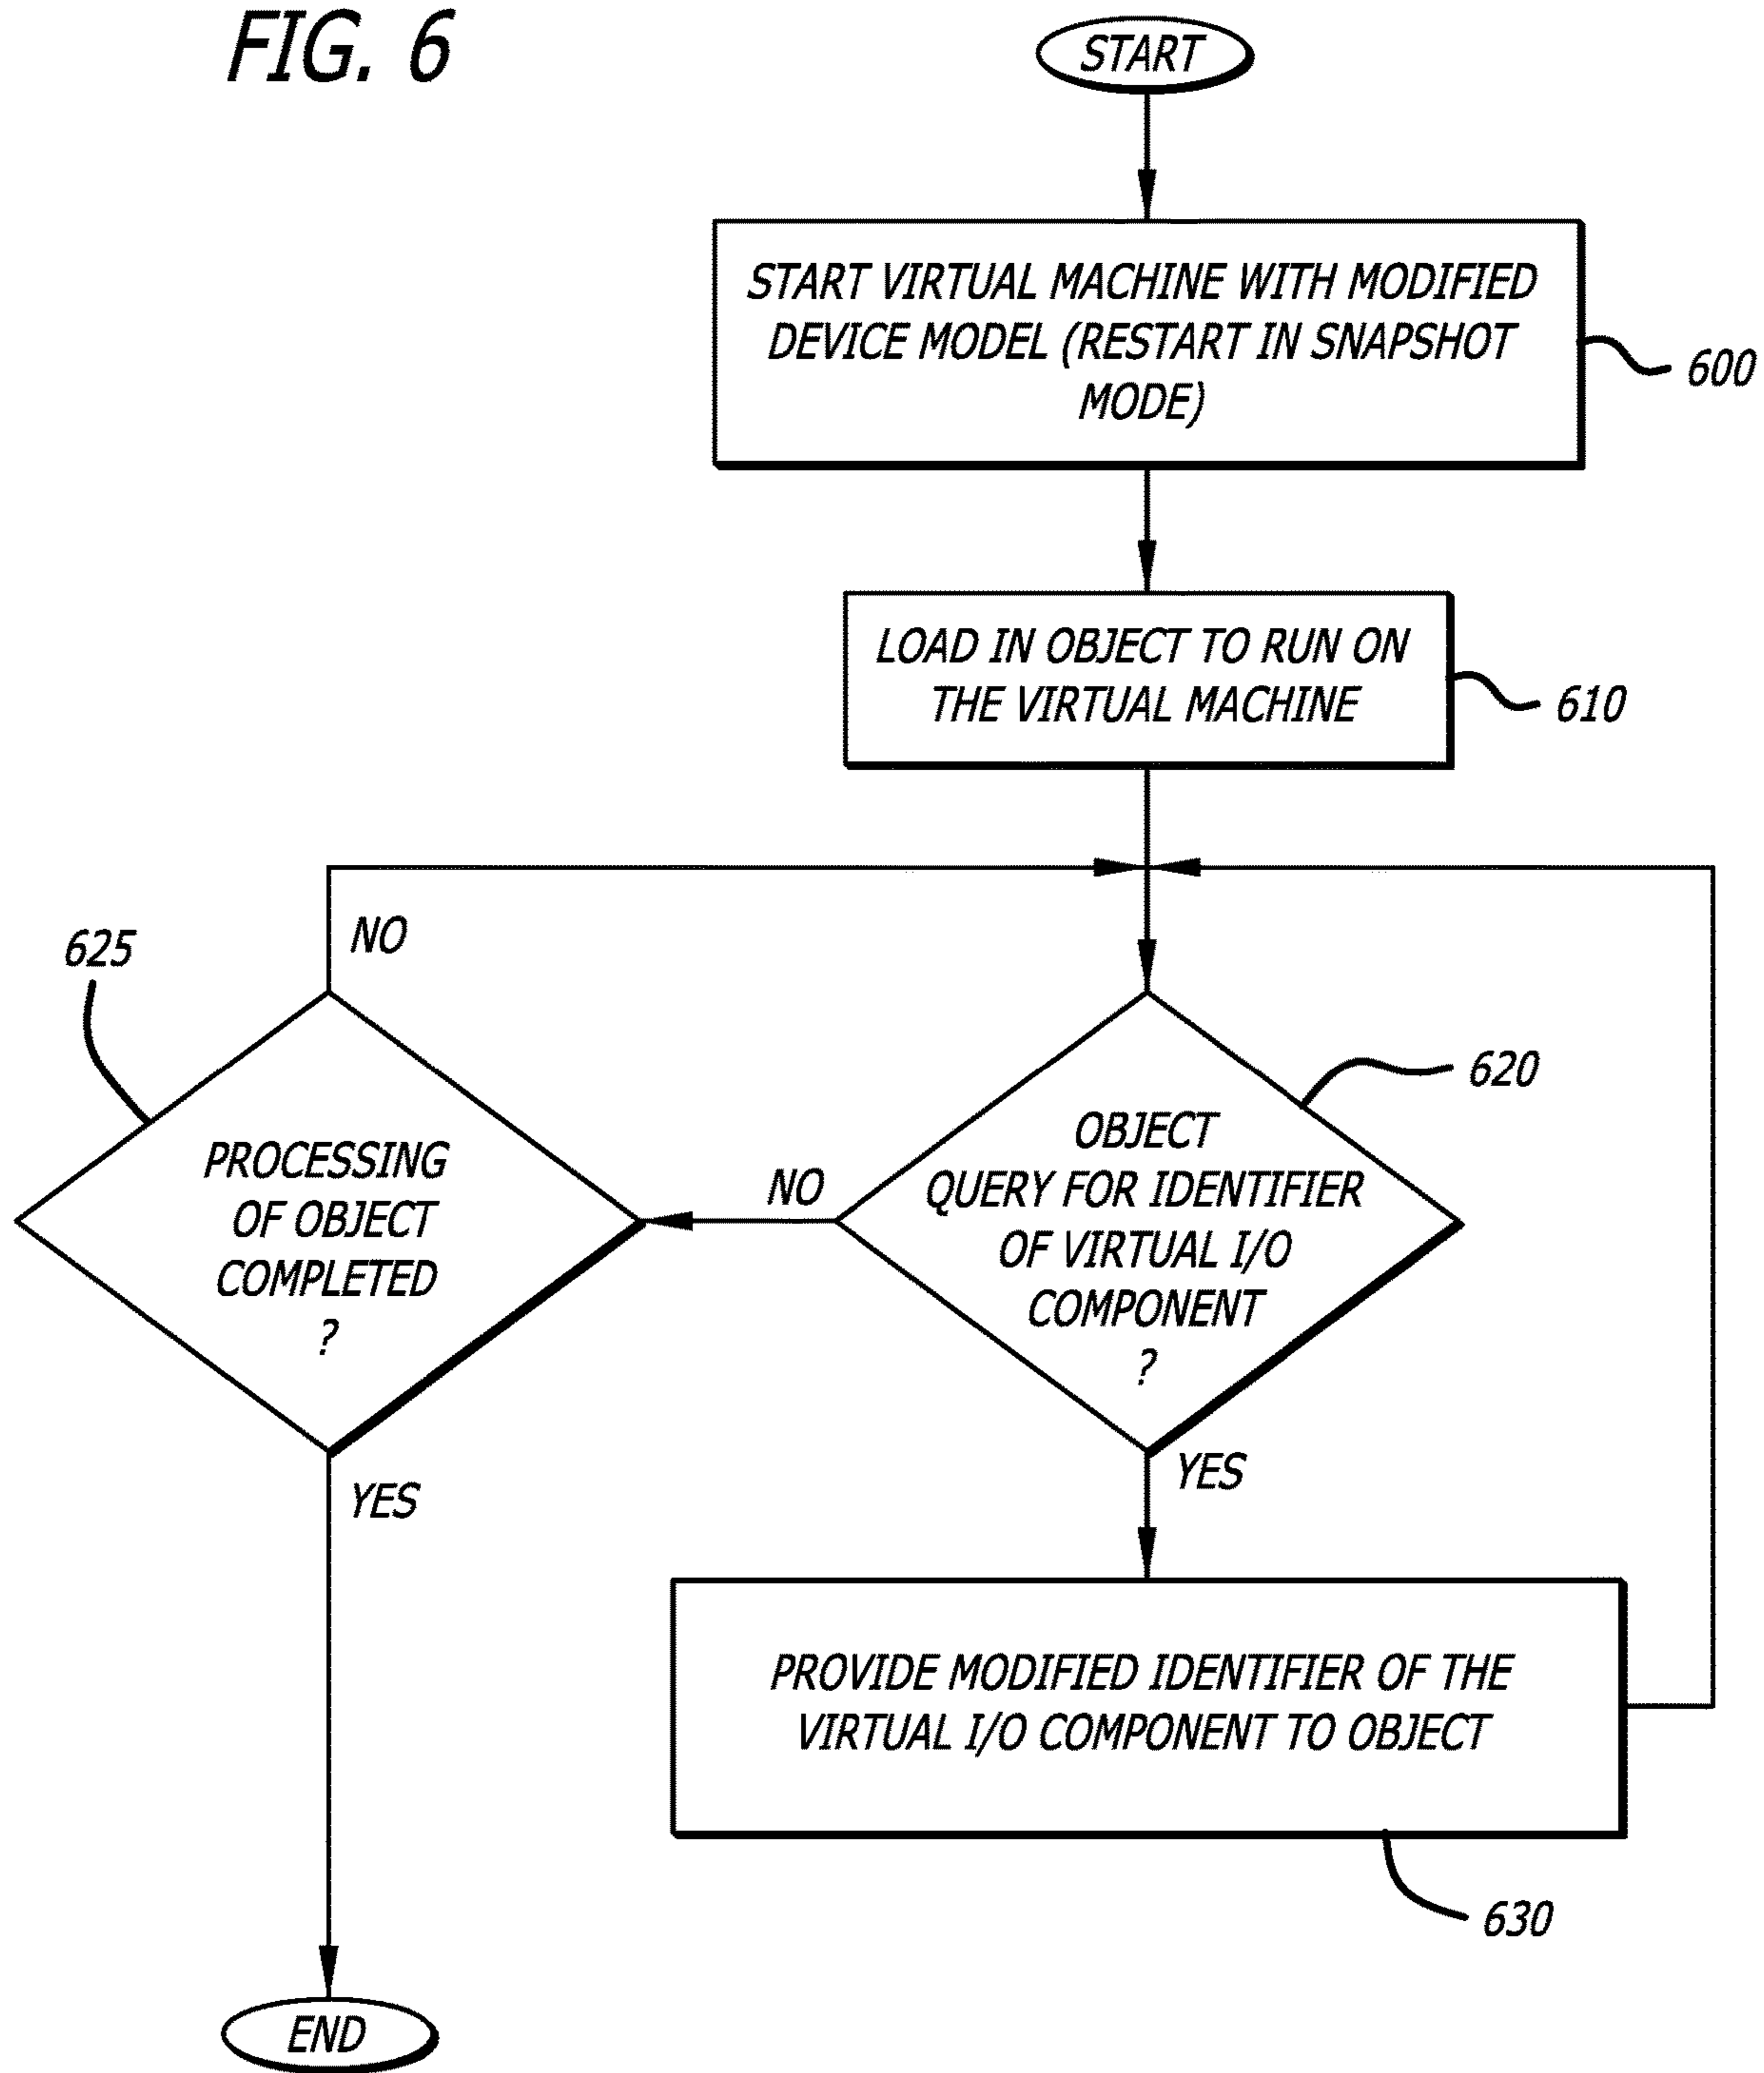 FIG. 6
START
START VIRTUAL MACHINE WITH MODIFIED
DEVICE MODEL (RESTART IN SNAPSHOT
MODE)
600
LOAD IN OBJECT TO RUN ON
THE VIRTUAL MACHINE
610
NO
625
620
OBJECT
QUERY FOR IDENTIFIER
OF VIRTUAL I/O
COMPONENT
?
NO
PROCESSING
OF OBJECT
COMPLETED
?
YES
YES
PROVIDE MODIFIED IDENTIFIER OF THE
VIRTUAL I/O COMPONENT TO OBJECT
630
END